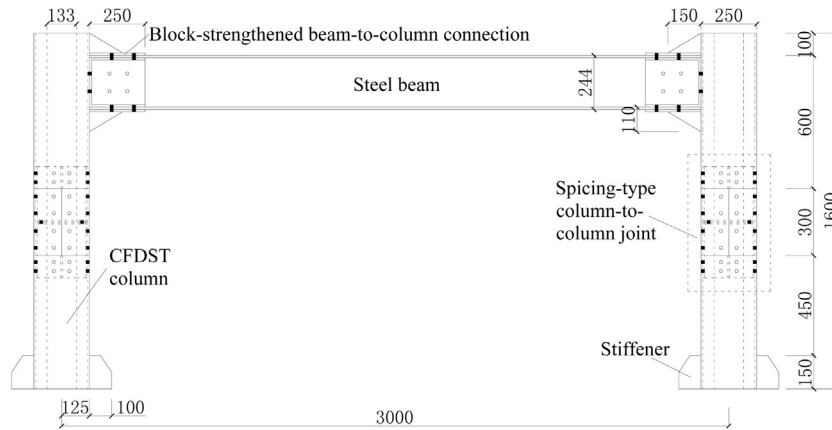 133
250
150
250
Block-strengthened beam-to-column connection
100
Steel beam
244
110
600
Spicing-type
column-to-
column joint
300
1600
CFDST
column
450
Stiffener
150
125
100
3000